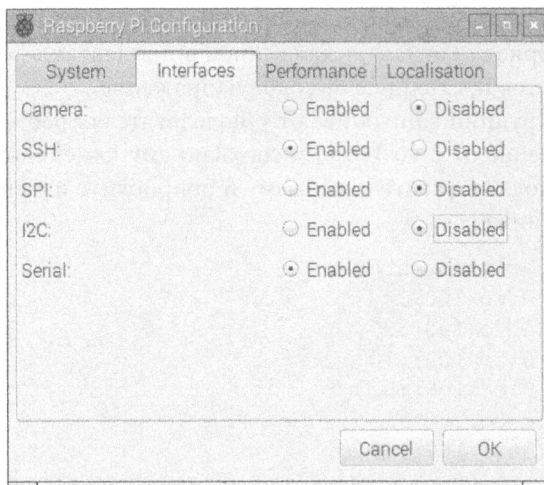 Raspberry Pi Configuration
System Interfaces Performance Localisation
Camera: Enabled Disabled
SSH: Enabled Disabled
SPI: Enabled Disabled
I2C: Enabled Disabled
Serial: Enabled Disabled
Cancel OK